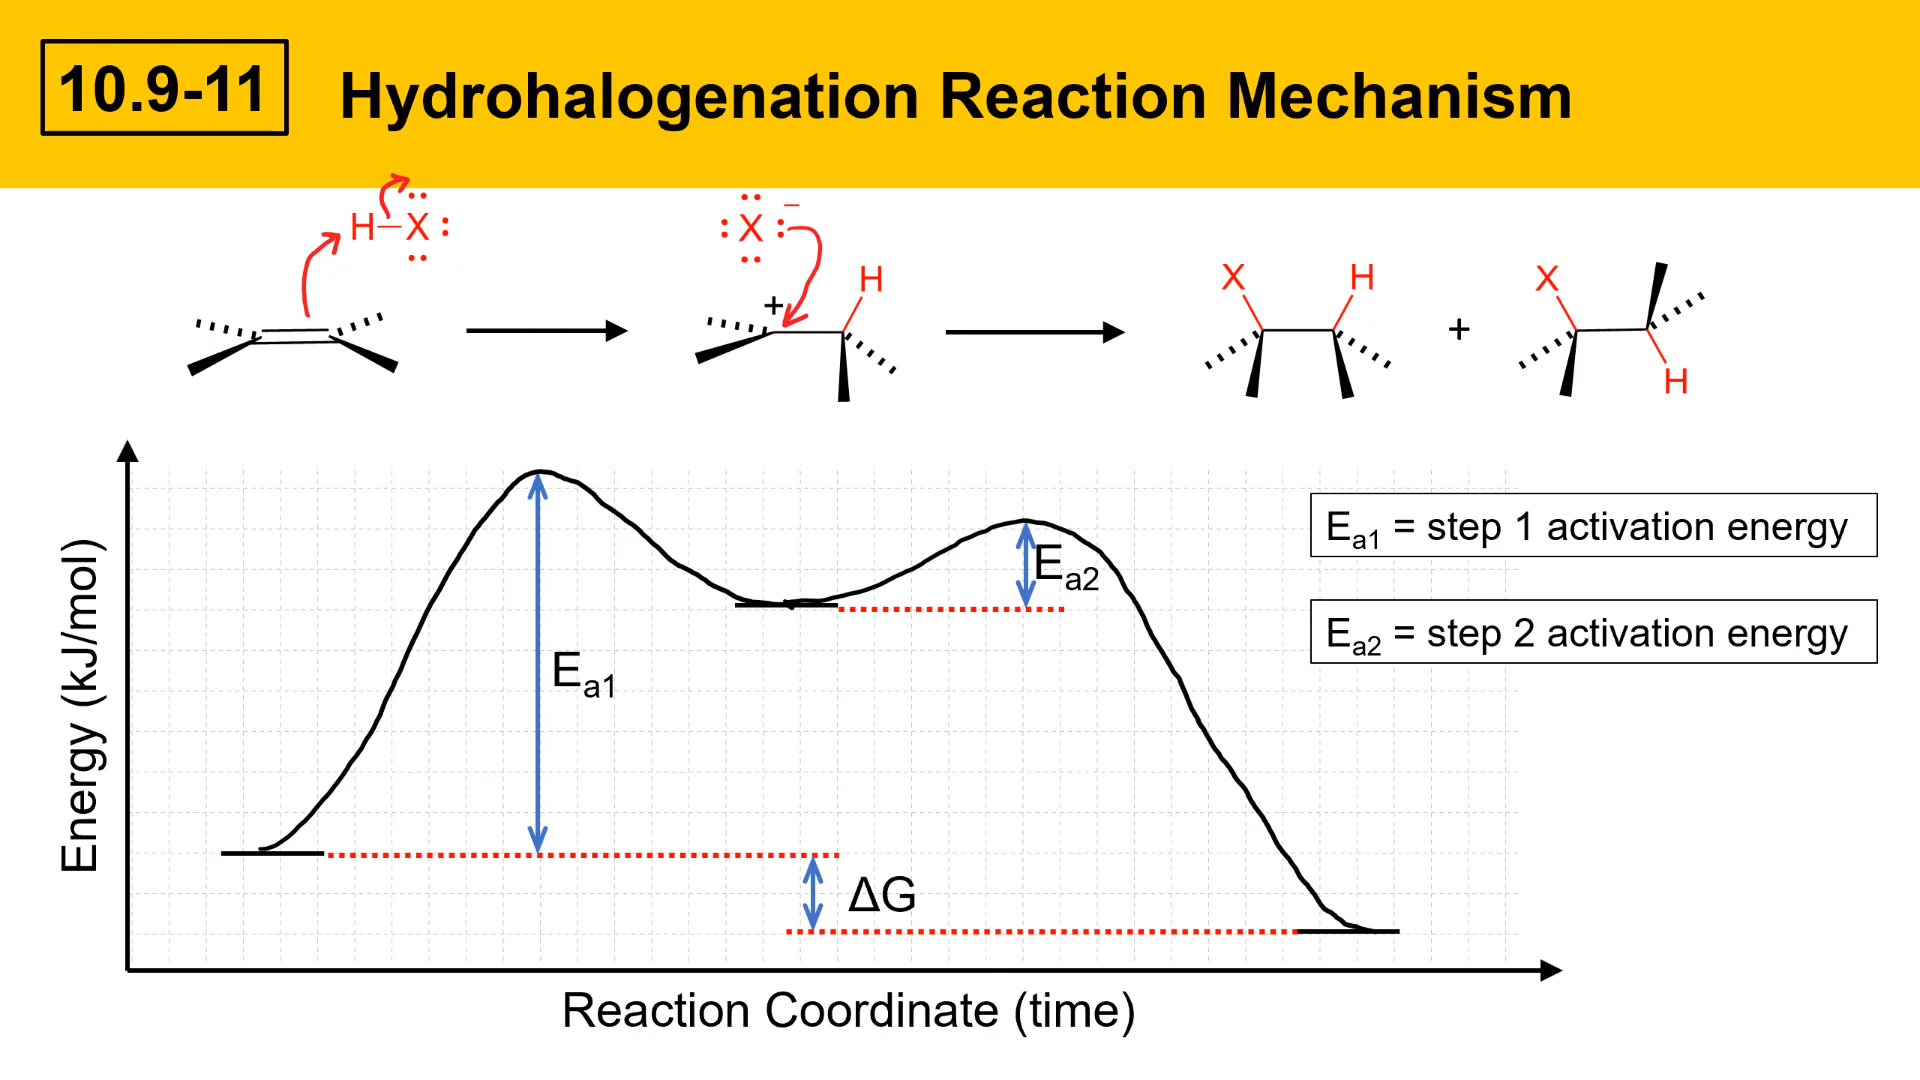 10.9-11
Hydrohalogenation Reaction Mechanism
H–X:
:X:–
+
H
X H
+
X
H
Energy (kJ/mol)
Ea1
Ea2
ΔG
Ea1 = step 1 activation energy
Ea2 = step 2 activation energy
Reaction Coordinate (time)